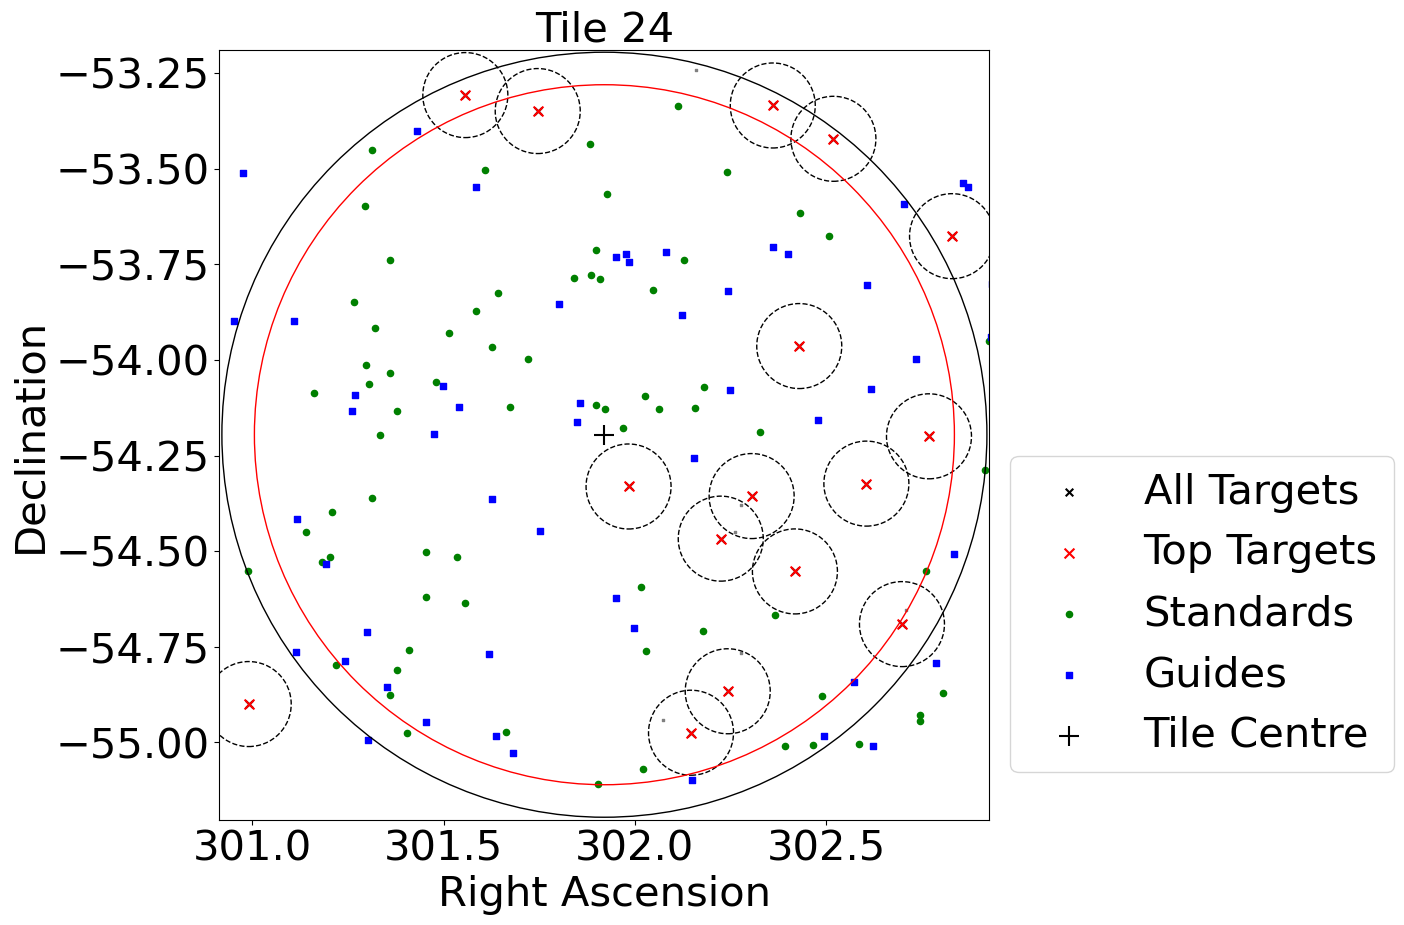 Tile 24
−53.25
−53.50
−53.75
−54.00
−54.25
−54.50
−54.75
−55.00
Declination
301.0 301.5 302.0 302.5
Right Ascension
All Targets
Top Targets
Standards
Guides
Tile Centre